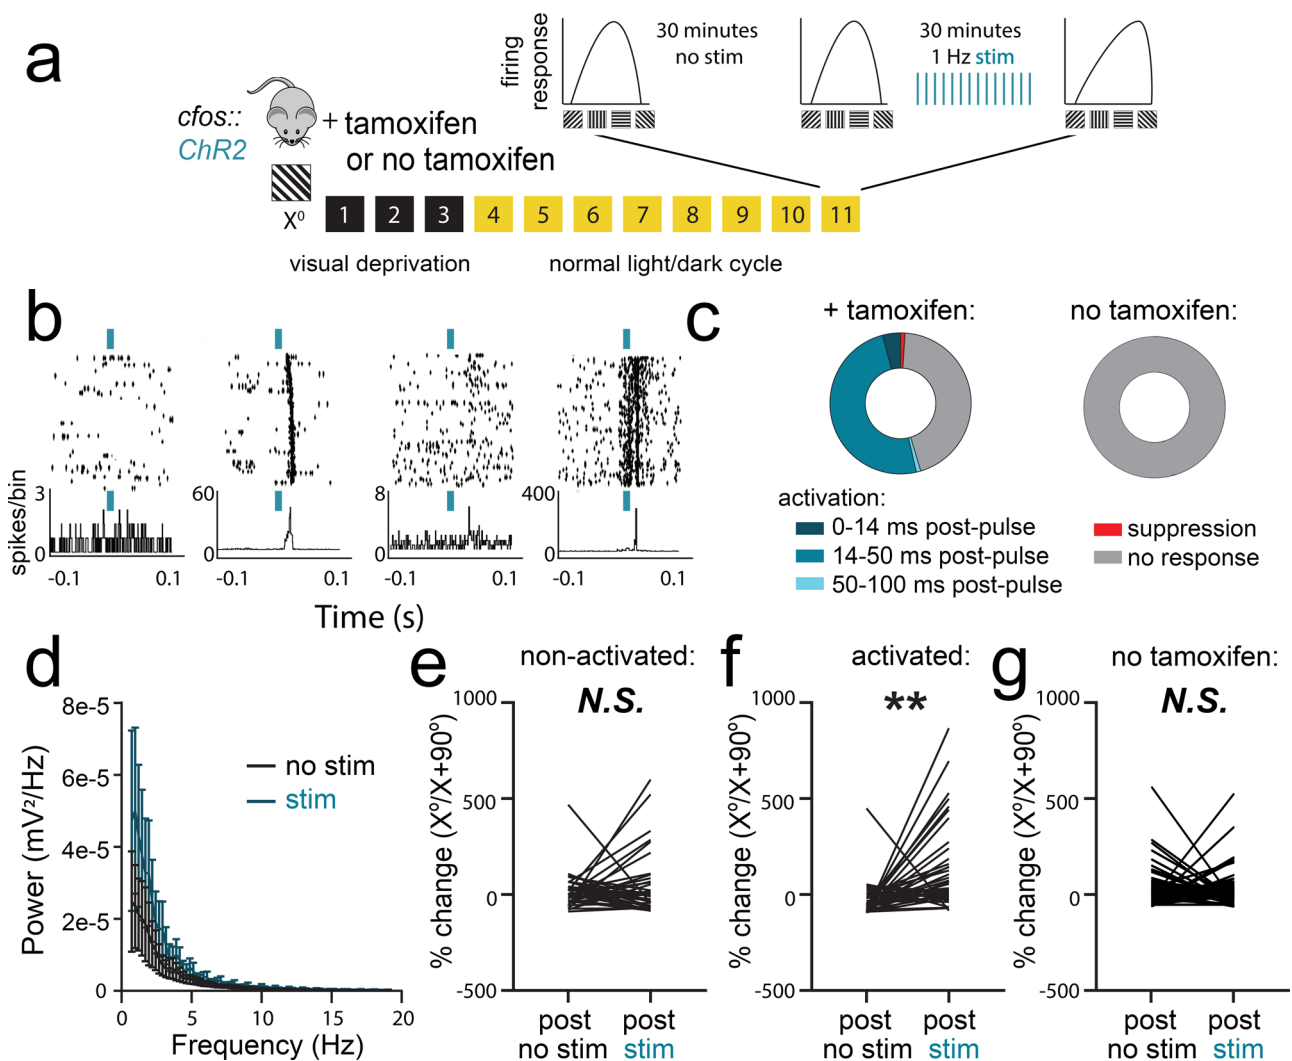 a
cfos::
ChR2
+ tamoxifen
or no tamoxifen
X⁰
firing
response
30 minutes
no stim
30 minutes
1 Hz stim
1 2 3 4 5 6 7 8 9 10 11
visual deprivation
normal light/dark cycle
b
spikes/bin
3
0
-0.1 0.1
60
0
-0.1 0.1
8
0
-0.1 0.1
400
0
-0.1 0.1
Time (s)
c
+ tamoxifen:
no tamoxifen:
activation:
0-14 ms post-pulse
14-50 ms post-pulse
50-100 ms post-pulse
suppression
no response
d
Power (mV²/Hz)
8e-5
6e-5
4e-5
2e-5
0
0 5 10 15 20
Frequency (Hz)
no stim
stim
e
non-activated:
N.S.
% change (Xº/X+90º)
1000
500
0
-500
post
no stim
post
stim
f
activated:
**
% change (Xº/X+90º)
1000
500
0
-500
post
no stim
post
stim
g
no tamoxifen:
N.S.
% change (Xº/X+90º)
1000
500
0
-500
post
no stim
post
stim